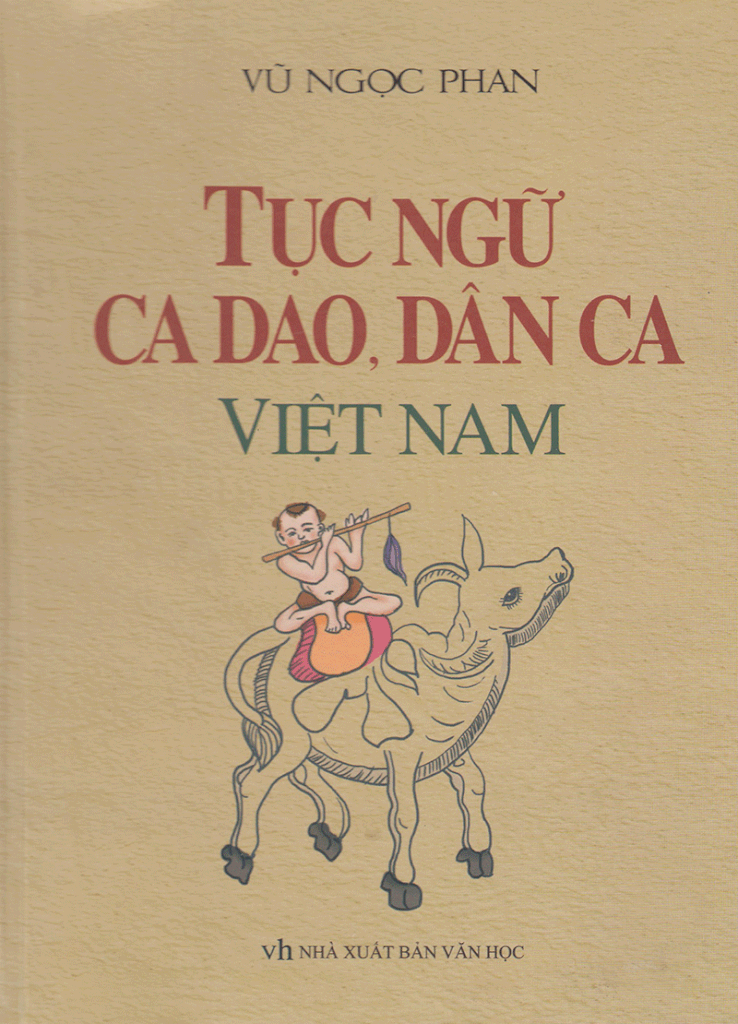 VŨ NGỌC PHAN
TỤC NGỮ
CA DAO, DÂN CA
VIỆT NAM
vh NHÀ XUẤT BẢN VĂN HỌC